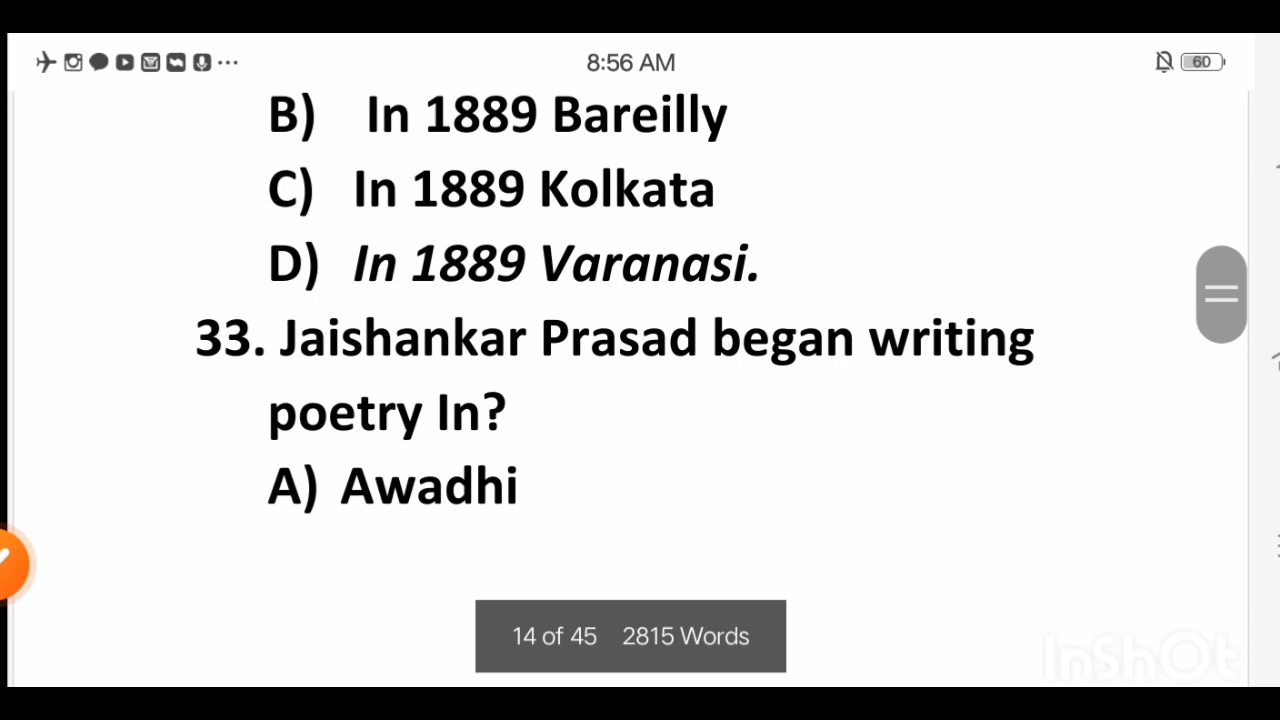 8:56 AM
60
B) In 1889 Bareilly
C) In 1889 Kolkata
D) In 1889 Varanasi.
33. Jaishankar Prasad began writing
poetry In?
A) Awadhi
14 of 45 2815 Words
InShOt